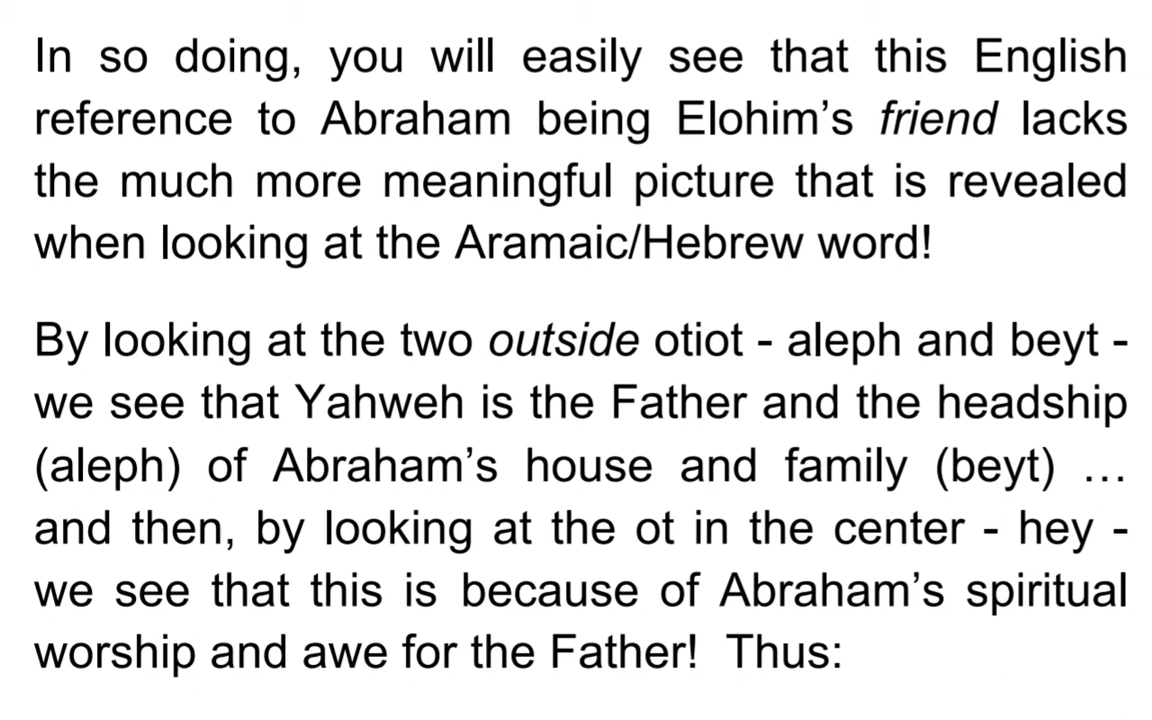 In so doing, you will easily see that this English
reference to Abraham being Elohim’s friend lacks
the much more meaningful picture that is revealed
when looking at the Aramaic/Hebrew word!
By looking at the two outside otiot - aleph and beyt -
we see that Yahweh is the Father and the headship
(aleph) of Abraham’s house and family (beyt) …
and then, by looking at the ot in the center - hey -
we see that this is because of Abraham’s spiritual
worship and awe for the Father!  Thus: